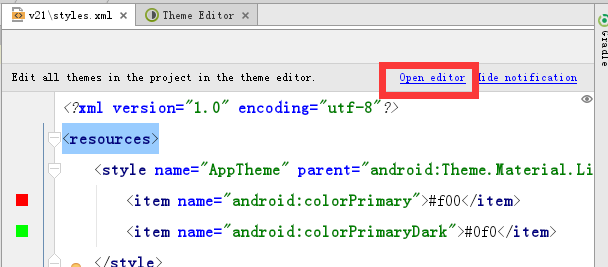 v21\styles.xml
Theme Editor
Edit all themes in the project in the theme editor.
Open editor
Hide notification
Gradle
<?xml version="1.0" encoding="utf-8"?>
<resources>
<style name="AppTheme" parent="android:Theme.Material.Li
<item name="android:colorPrimary">#f00</item>
<item name="android:colorPrimaryDark">#0f0</item>
</style>